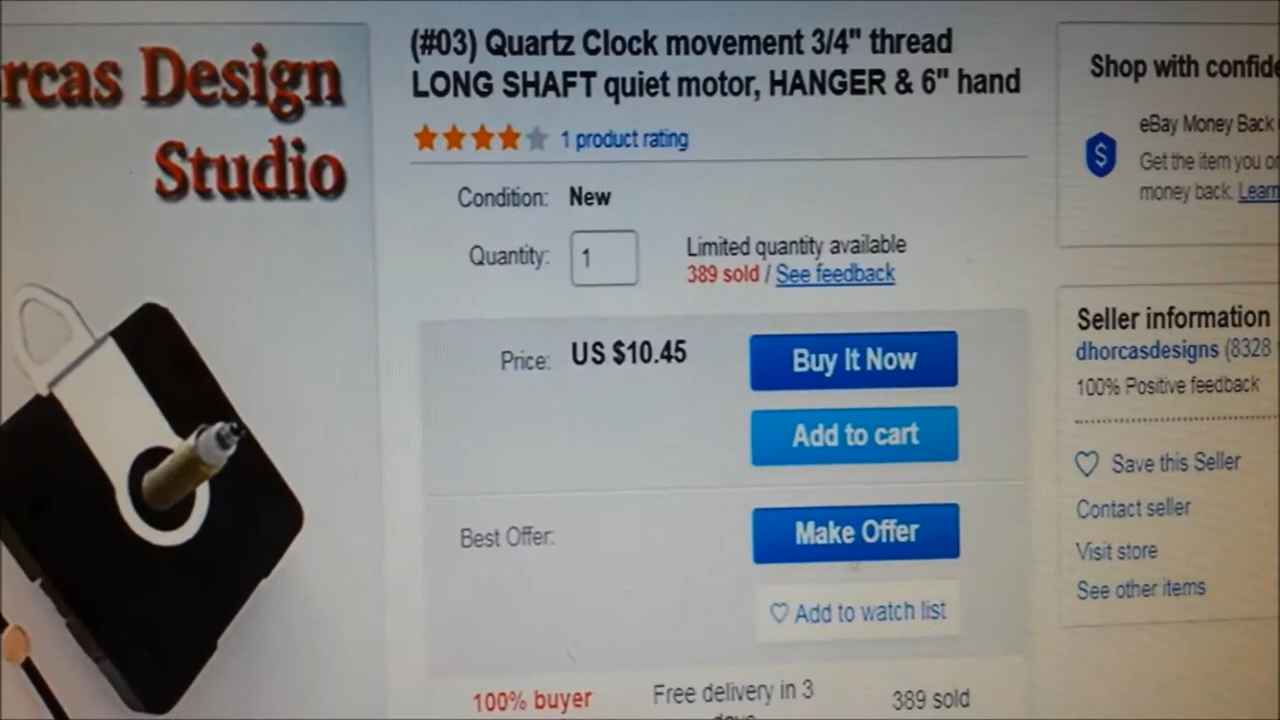 rcas Design
Studio
(#03) Quartz Clock movement 3/4" thread
LONG SHAFT quiet motor, HANGER & 6" hand
1 product rating
Condition: New
Quantity: 1
Limited quantity available
389 sold / See feedback
Price: US $10.45
Buy It Now
Add to cart
Best Offer:
Make Offer
Add to watch list
100% buyer
Free delivery in 3
days
389 sold
Shop with confide
$
eBay Money Back
Get the item you o
money back. Learn
Seller information
dhorcasdesigns (8328
100% Positive feedback
Save this Seller
Contact seller
Visit store
See other items